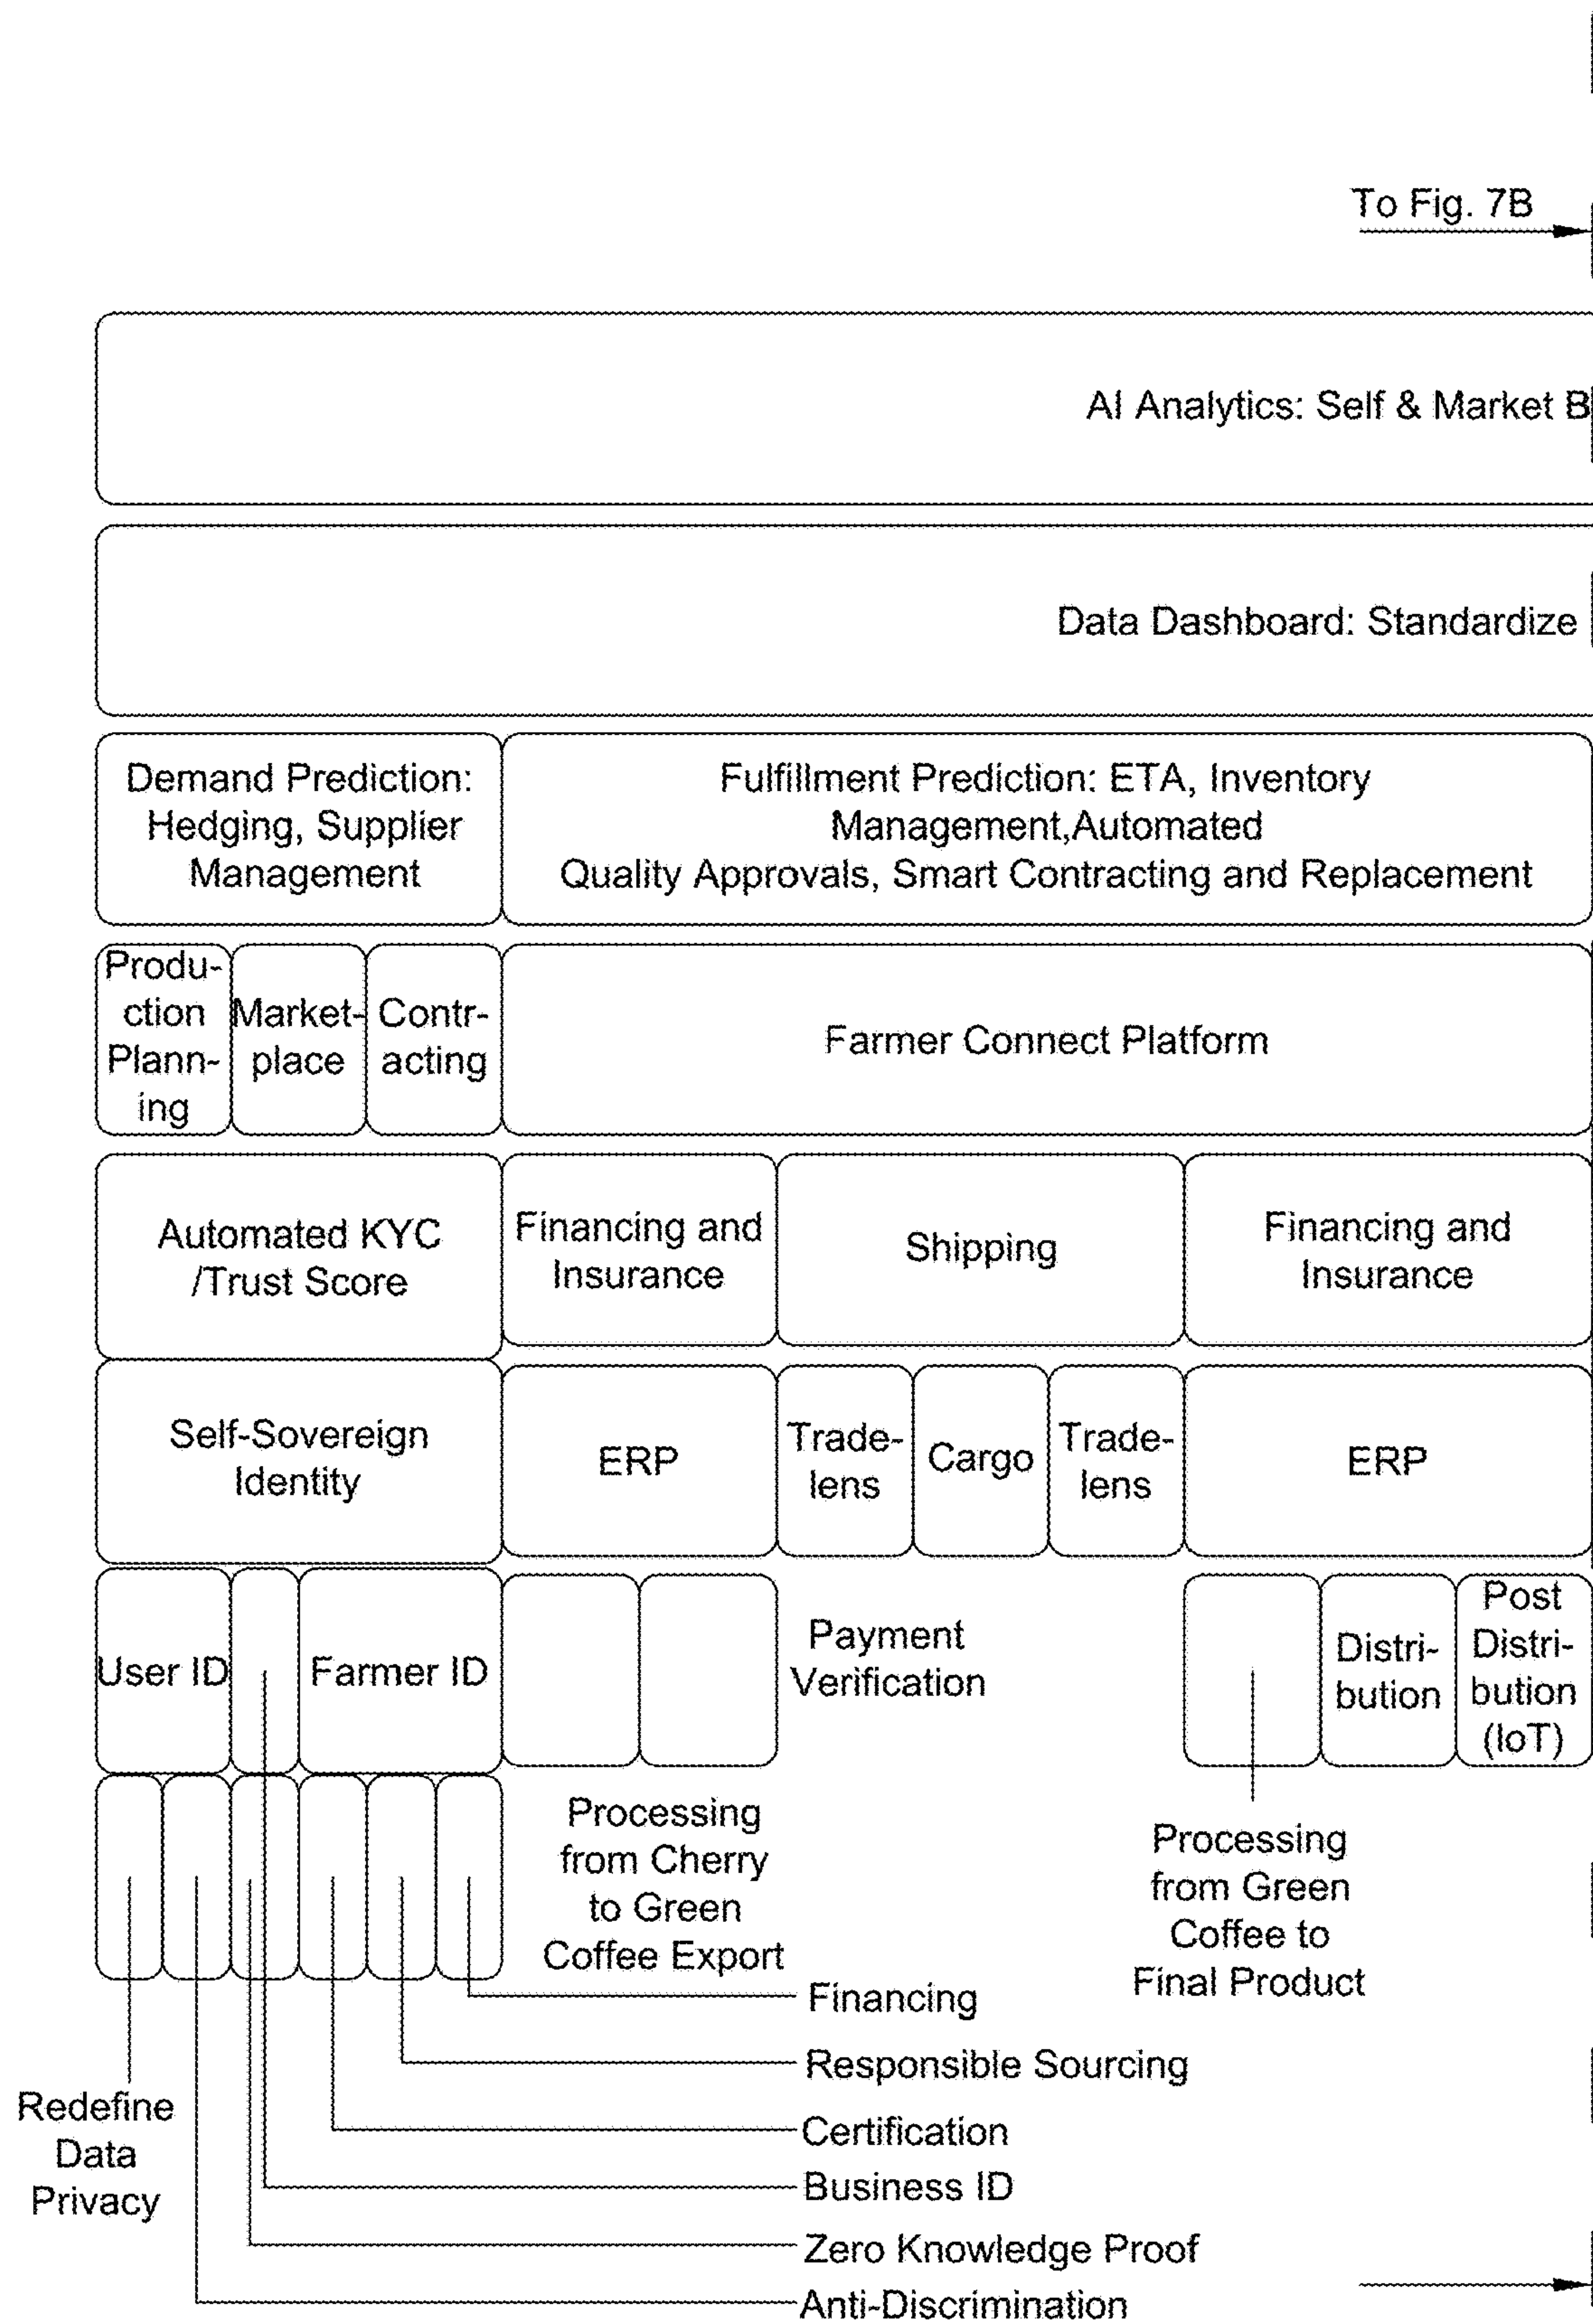 To Fig. 7B
AI Analytics: Self & Market B
Data Dashboard: Standardize
Demand Prediction:
Hedging, Supplier
Management
Fulfillment Prediction: ETA, Inventory
Management,Automated
Quality Approvals, Smart Contracting and Replacement
Produ-
ction
Plann-
ing
Market-
place
Contr-
acting
Farmer Connect Platform
Automated KYC
/Trust Score
Financing and
Insurance
Shipping
Financing and
Insurance
Self-Sovereign
Identity
ERP
Trade-
lens
Cargo
Trade-
lens
ERP
User ID
Farmer ID
Payment
Verification
Distri-
bution
Post
Distri-
bution
(IoT)
Processing
from Cherry
to Green
Coffee Export
Processing
from Green
Coffee to
Final Product
Financing
Responsible Sourcing
Redefine
Data
Privacy
Certification
Business ID
Zero Knowledge Proof
Anti-Discrimination